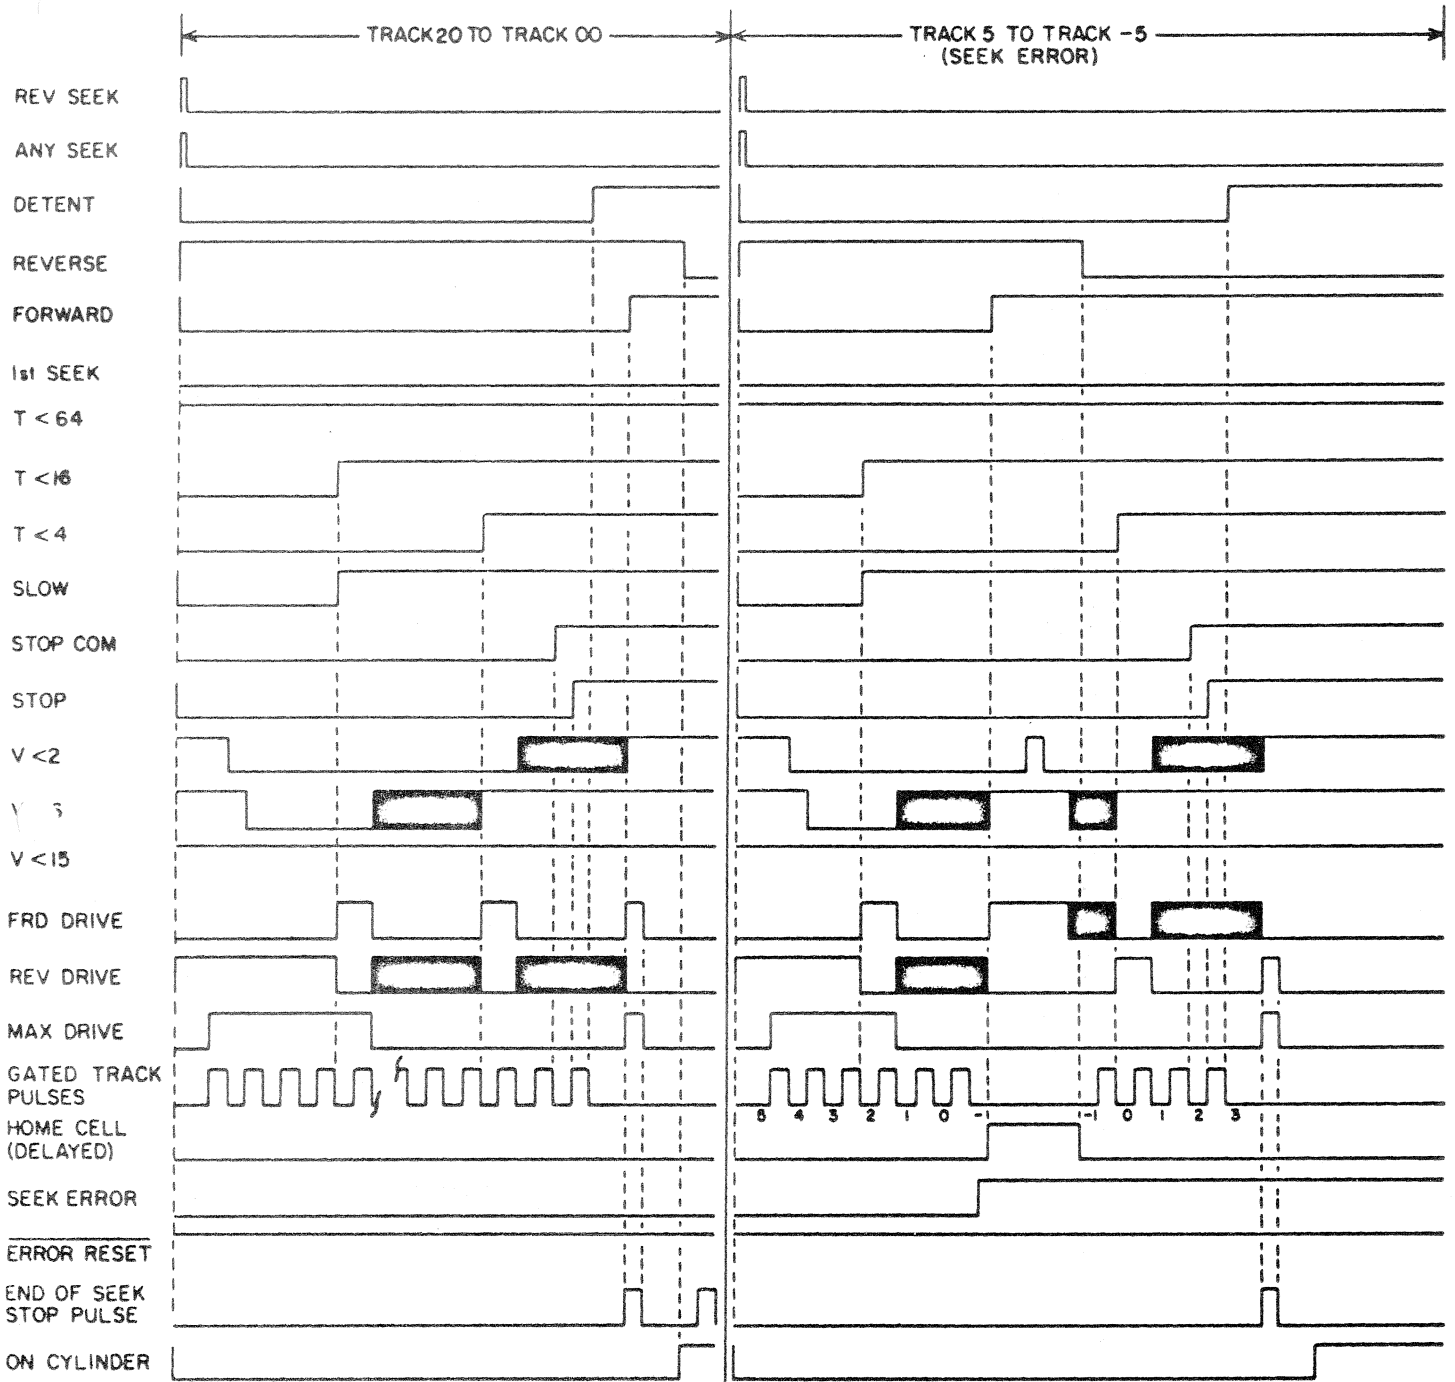 TRACK 20 TO TRACK 00
TRACK 5 TO TRACK -5
(SEEK ERROR)
REV SEEK
ANY SEEK
DETENT
REVERSE
FORWARD
1st SEEK
T < 64
T < 16
T < 4
SLOW
STOP COM
STOP
V < 2
V
V < 15
FRD DRIVE
REV DRIVE
MAX DRIVE
GATED TRACK
PULSES
5 4 3 2 1 0 - -1 0 1 2 3
HOME CELL
(DELAYED)
SEEK ERROR
ERROR RESET
END OF SEEK
STOP PULSE
ON CYLINDER